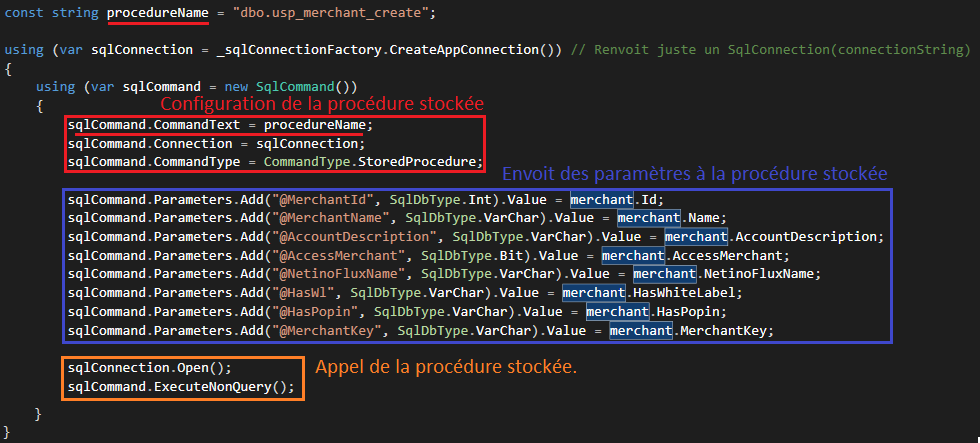 const string procedureName = "dbo.usp_merchant_create";
using (var sqlConnection = _sqlConnectionFactory.CreateAppConnection()) // Renvoit juste un SqlConnection(connectionString)
{
using (var sqlCommand = new SqlCommand())
{ Configuration de la procédure stockée
sqlCommand.CommandText = procedureName;
sqlCommand.Connection = sqlConnection;
sqlCommand.CommandType = CommandType.StoredProcedure;
Envoit des paramètres à la procédure stockée
sqlCommand.Parameters.Add("@MerchantId", SqlDbType.Int).Value = merchant.Id;
sqlCommand.Parameters.Add("@MerchantName", SqlDbType.VarChar).Value = merchant.Name;
sqlCommand.Parameters.Add("@AccountDescription", SqlDbType.VarChar).Value = merchant.AccountDescription;
sqlCommand.Parameters.Add("@AccessMerchant", SqlDbType.Bit).Value = merchant.AccessMerchant;
sqlCommand.Parameters.Add("@NetinoFluxName", SqlDbType.VarChar).Value = merchant.NetinoFluxName;
sqlCommand.Parameters.Add("@HasWl", SqlDbType.VarChar).Value = merchant.HasWhiteLabel;
sqlCommand.Parameters.Add("@HasPopin", SqlDbType.VarChar).Value = merchant.HasPopin;
sqlCommand.Parameters.Add("@MerchantKey", SqlDbType.VarChar).Value = merchant.MerchantKey;
sqlConnection.Open(); Appel de la procédure stockée.
sqlCommand.ExecuteNonQuery();
}
}